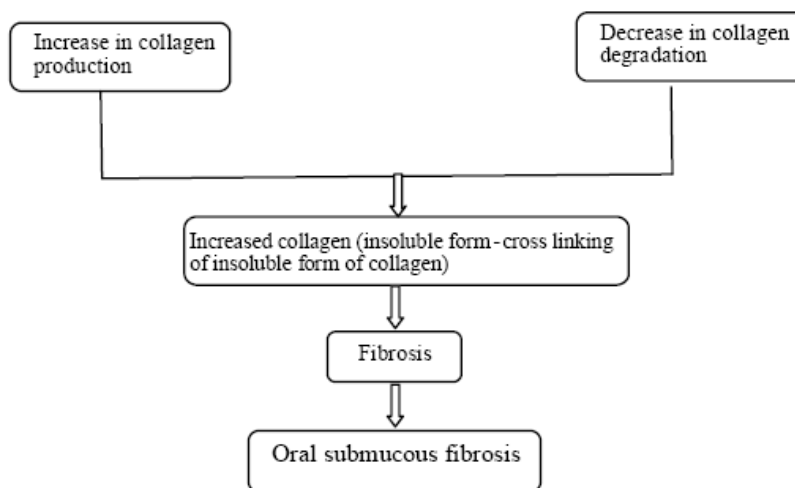 Increase in collagen
production
Decrease in collagen
degradation
Increased collagen (insoluble form-cross linking
of insoluble form of collagen)
Fibrosis
Oral submucous fibrosis